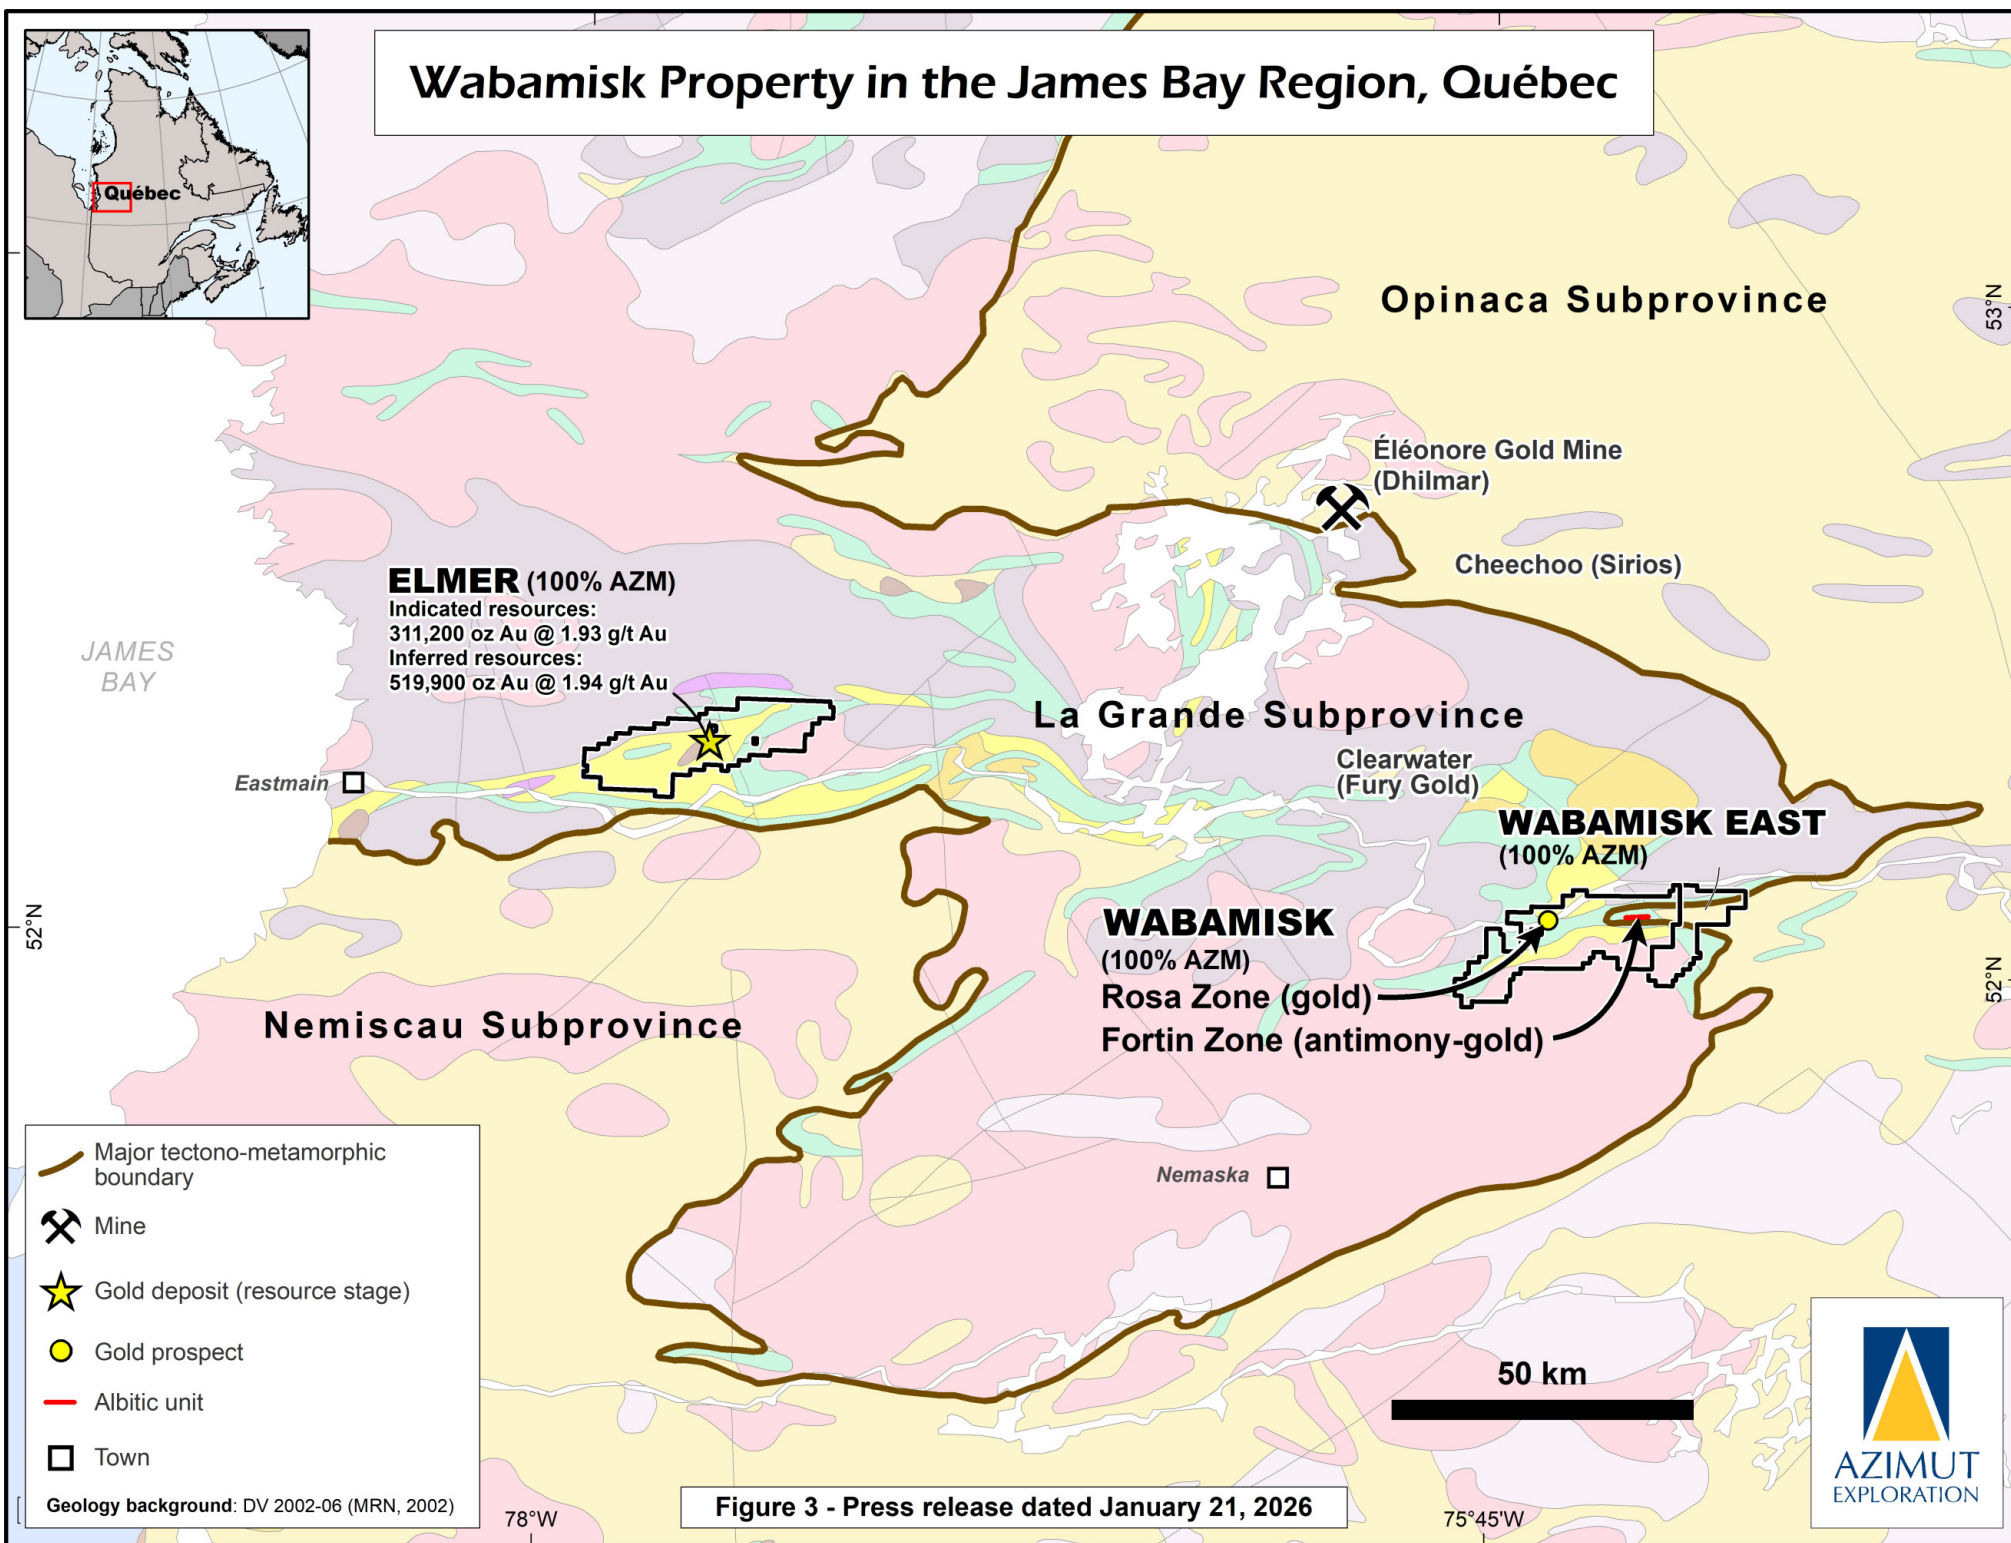 Wabamisk Property in the James Bay Region, Québec
Québec
Opinaca Subprovince
53°N
Éléonore Gold Mine
(Dhilmar)
Cheechoo (Sirios)
ELMER (100% AZM)
Indicated resources:
311,200 oz Au @ 1.93 g/t Au
Inferred resources:
519,900 oz Au @ 1.94 g/t Au
JAMES
BAY
La Grande Subprovince
Clearwater
(Fury Gold)
Eastmain
WABAMISK EAST
(100% AZM)
52°N
WABAMISK
(100% AZM)
Rosa Zone (gold)
Fortin Zone (antimony-gold)
52°N
Nemiscau Subprovince
Nemaska
Major tectono-metamorphic
boundary
Mine
Gold deposit (resource stage)
Gold prospect
Albitic unit
Town
Geology background: DV 2002-06 (MRN, 2002)
50 km
78°W
Figure 3 - Press release dated January 21, 2026
75°45'W
AZIMUT
EXPLORATION